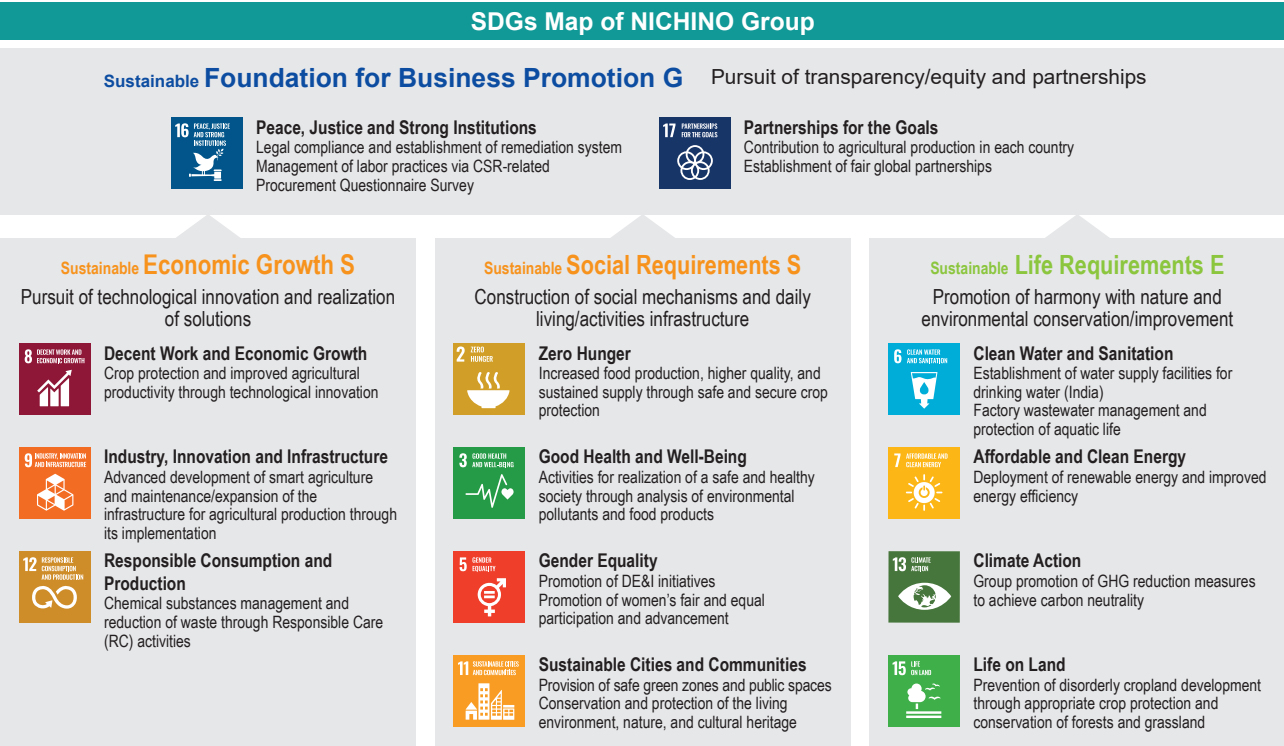 SDGs Map of NICHINO Group
Sustainable Foundation for Business Promotion G Pursuit of transparency/equity and partnerships
16 PEACE, JUSTICE
AND STRONG
INSTITUTIONS
Peace, Justice and Strong Institutions
Legal compliance and establishment of remediation system
Management of labor practices via CSR-related
Procurement Questionnaire Survey
17 PARTNERSHIPS
FOR THE GOALS
Partnerships for the Goals
Contribution to agricultural production in each country
Establishment of fair global partnerships
Sustainable Economic Growth S
Pursuit of technological innovation and realization
of solutions
8 DECENT WORK AND
ECONOMIC GROWTH
Decent Work and Economic Growth
Crop protection and improved agricultural
productivity through technological innovation
9 INDUSTRY, INNOVATION
AND INFRASTRUCTURE
Industry, Innovation and Infrastructure
Advanced development of smart agriculture
and maintenance/expansion of the
infrastructure for agricultural production through
its implementation
12 RESPONSIBLE
CONSUMPTION
AND PRODUCTION
Responsible Consumption and
Production
Chemical substances management and
reduction of waste through Responsible Care
(RC) activities
Sustainable Social Requirements S
Construction of social mechanisms and daily
living/activities infrastructure
2 ZERO
HUNGER
Zero Hunger
Increased food production, higher quality, and
sustained supply through safe and secure crop
protection
3 GOOD HEALTH
AND WELL-BEING
Good Health and Well-Being
Activities for realization of a safe and healthy
society through analysis of environmental
pollutants and food products
5 GENDER
EQUALITY
Gender Equality
Promotion of DE&I initiatives
Promotion of women's fair and equal
participation and advancement
11 SUSTAINABLE CITIES
AND COMMUNITIES
Sustainable Cities and Communities
Provision of safe green zones and public spaces
Conservation and protection of the living
environment, nature, and cultural heritage
Sustainable Life Requirements E
Promotion of harmony with nature and
environmental conservation/improvement
6 CLEAN WATER
AND SANITATION
Clean Water and Sanitation
Establishment of water supply facilities for
drinking water (India)
Factory wastewater management and
protection of aquatic life
7 AFFORDABLE AND
CLEAN ENERGY
Affordable and Clean Energy
Deployment of renewable energy and improved
energy efficiency
13 CLIMATE
ACTION
Climate Action
Group promotion of GHG reduction measures
to achieve carbon neutrality
15 LIFE
ON LAND
Life on Land
Prevention of disorderly cropland development
through appropriate crop protection and
conservation of forests and grassland